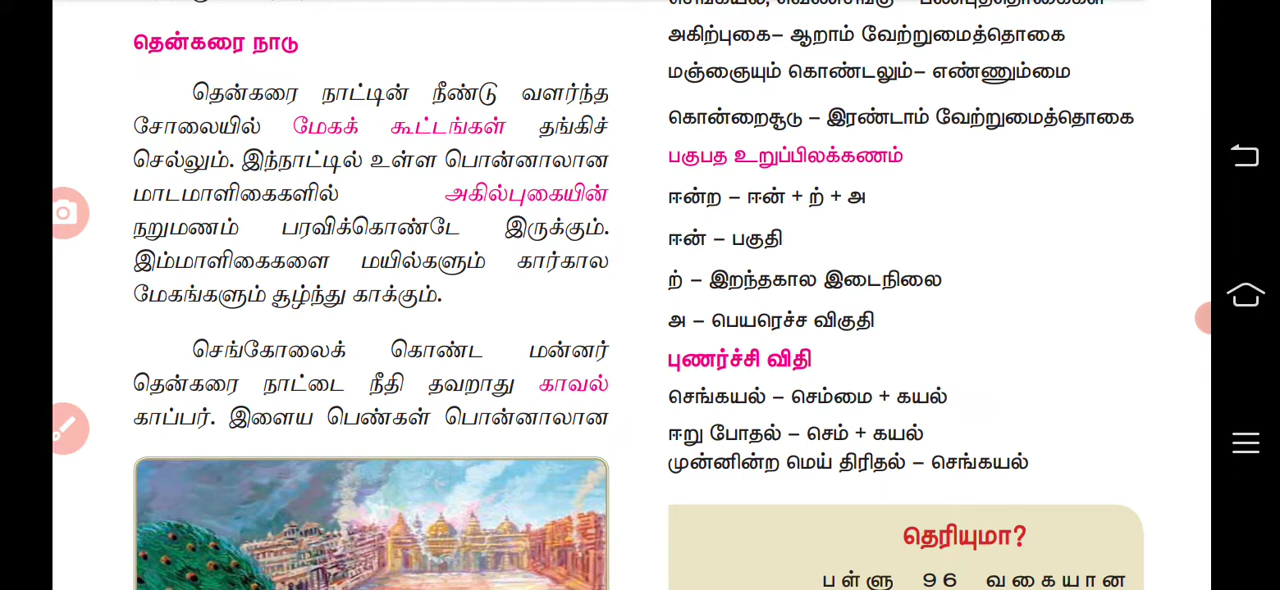 தென்கரை நாடு
தென்கரை நாட்டின் நீண்டு வளர்ந்த
சோலையில் மேகக் கூட்டங்கள் தங்கிச்
செல்லும். இந்நாட்டில் உள்ள பொன்னாலான
மாடமாளிகைகளில் அகில்புகையின்
நறுமணம் பரவிக்கொண்டே இருக்கும்.
இம்மாளிகைகளை மயில்களும் கார்கால
மேகங்களும் சூழ்ந்து காக்கும்.
செங்கோலைக் கொண்ட மன்னர்
தென்கரை நாட்டை நீதி தவறாது காவல்
காப்பர். இளைய பெண்கள் பொன்னாலான
அகிற்புகை– ஆறாம் வேற்றுமைத்தொகை
மஞ்ஞையும் கொண்டலும்– எண்ணும்மை
கொன்றைசூடு – இரண்டாம் வேற்றுமைத்தொகை
பகுபத உறுப்பிலக்கணம்
ஈன்ற – ஈன் + ற் + அ
ஈன் – பகுதி
ற் – இறந்தகால இடைநிலை
அ – பெயரெச்ச விகுதி
புணர்ச்சி விதி
செங்கயல் – செம்மை + கயல்
ஈறு போதல் – செம் + கயல்
முன்னின்ற மெய் திரிதல் – செங்கயல்
தெரியுமா?
பள்ளு 96 வகையான